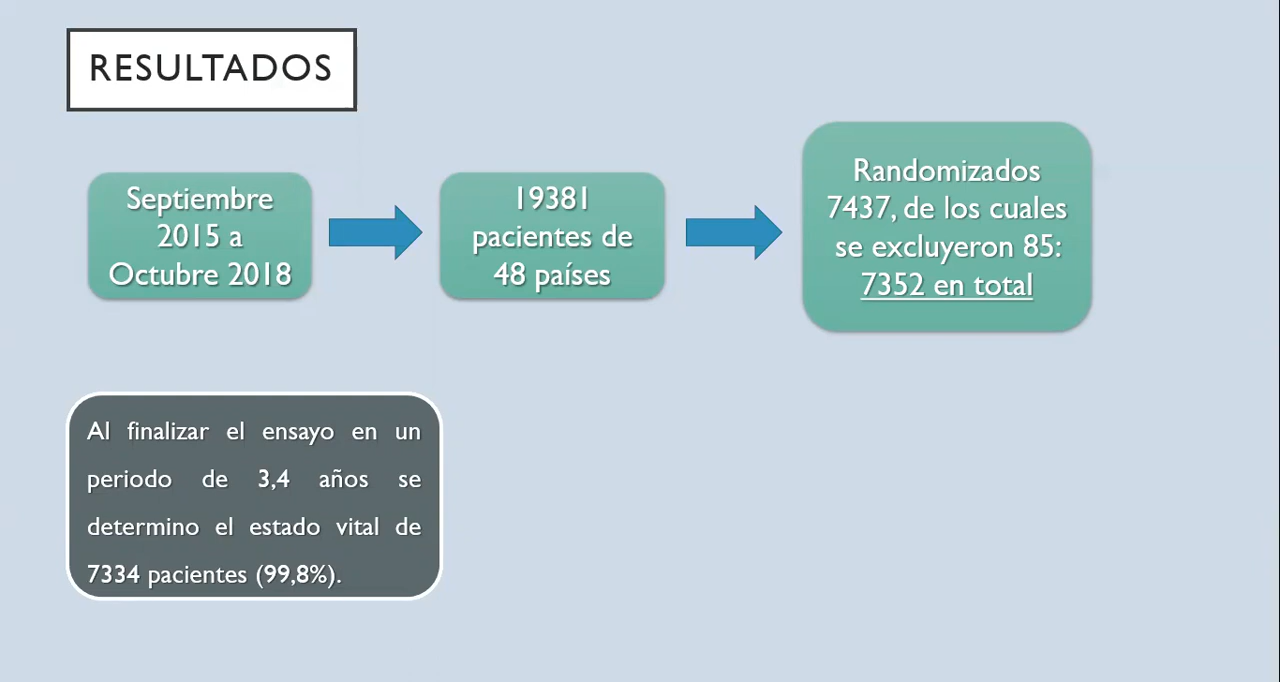 RESULTADOS
Septiembre
2015 a
Octubre 2018
19381
pacientes de
48 países
Randomizados
7437, de los cuales
se excluyeron 85:
7352 en total
Al finalizar el ensayo en un
periodo de 3,4 años se
determino el estado vital de
7334 pacientes (99,8%).